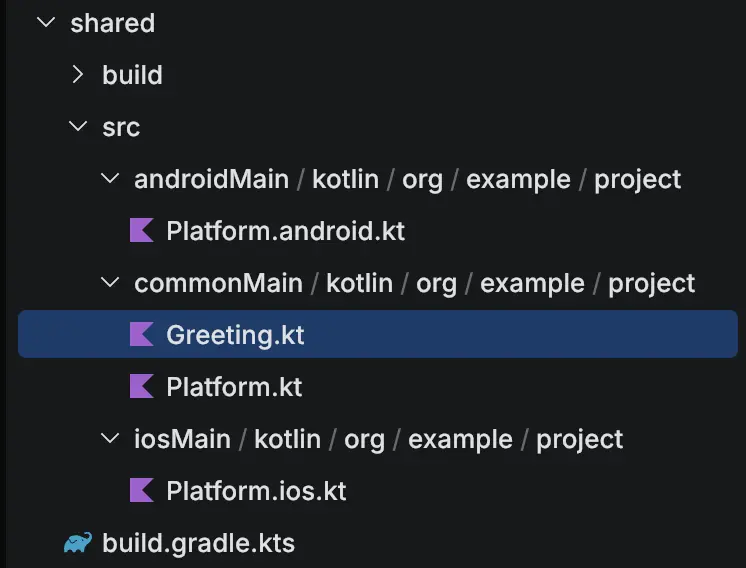 shared
build
src
androidMain / kotlin / org / example / project
Platform.android.kt
commonMain / kotlin / org / example / project
Greeting.kt
Platform.kt
iosMain / kotlin / org / example / project
Platform.ios.kt
build.gradle.kts